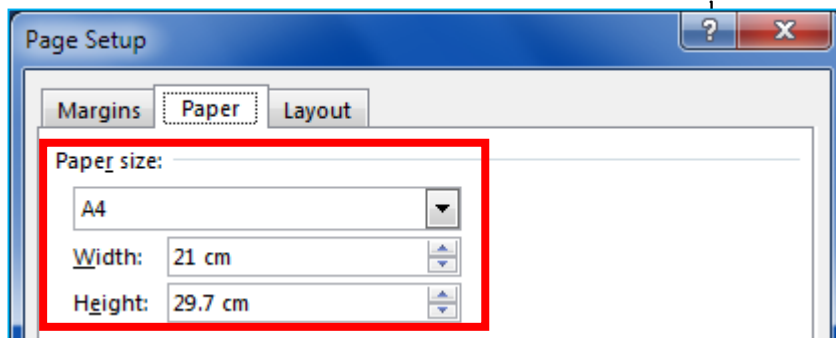 Page Setup
?
Margins Paper Layout
Paper size:
A4
Width: 21 cm
Height: 29.7 cm